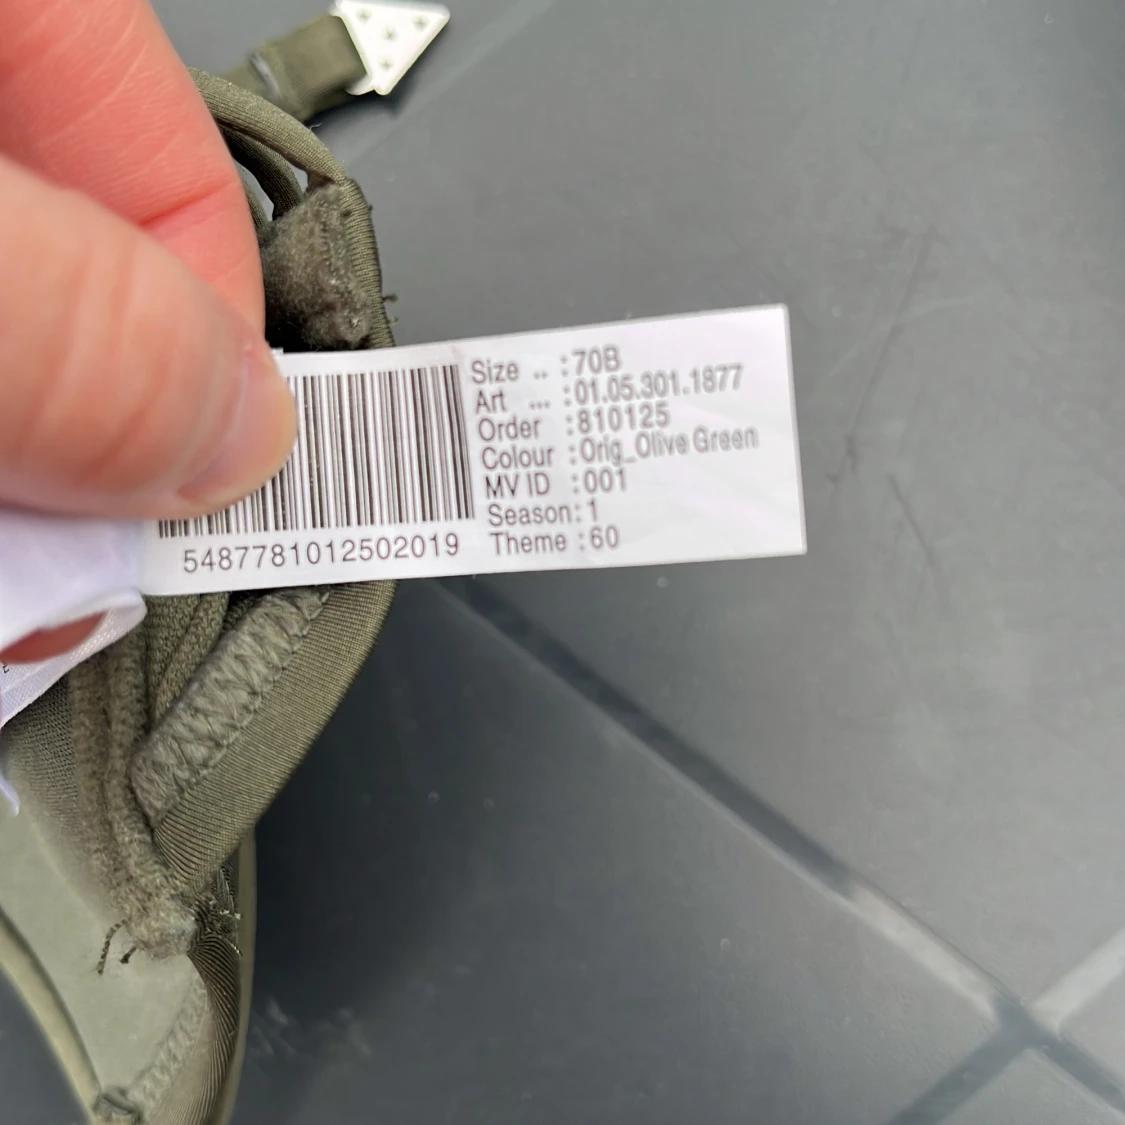 Size .. :70B
Art ... :01.05.301.1877
Order :810125
Colour :Orig_Olive Green
MV ID :001
Season:1
Theme :60
5487781012502019